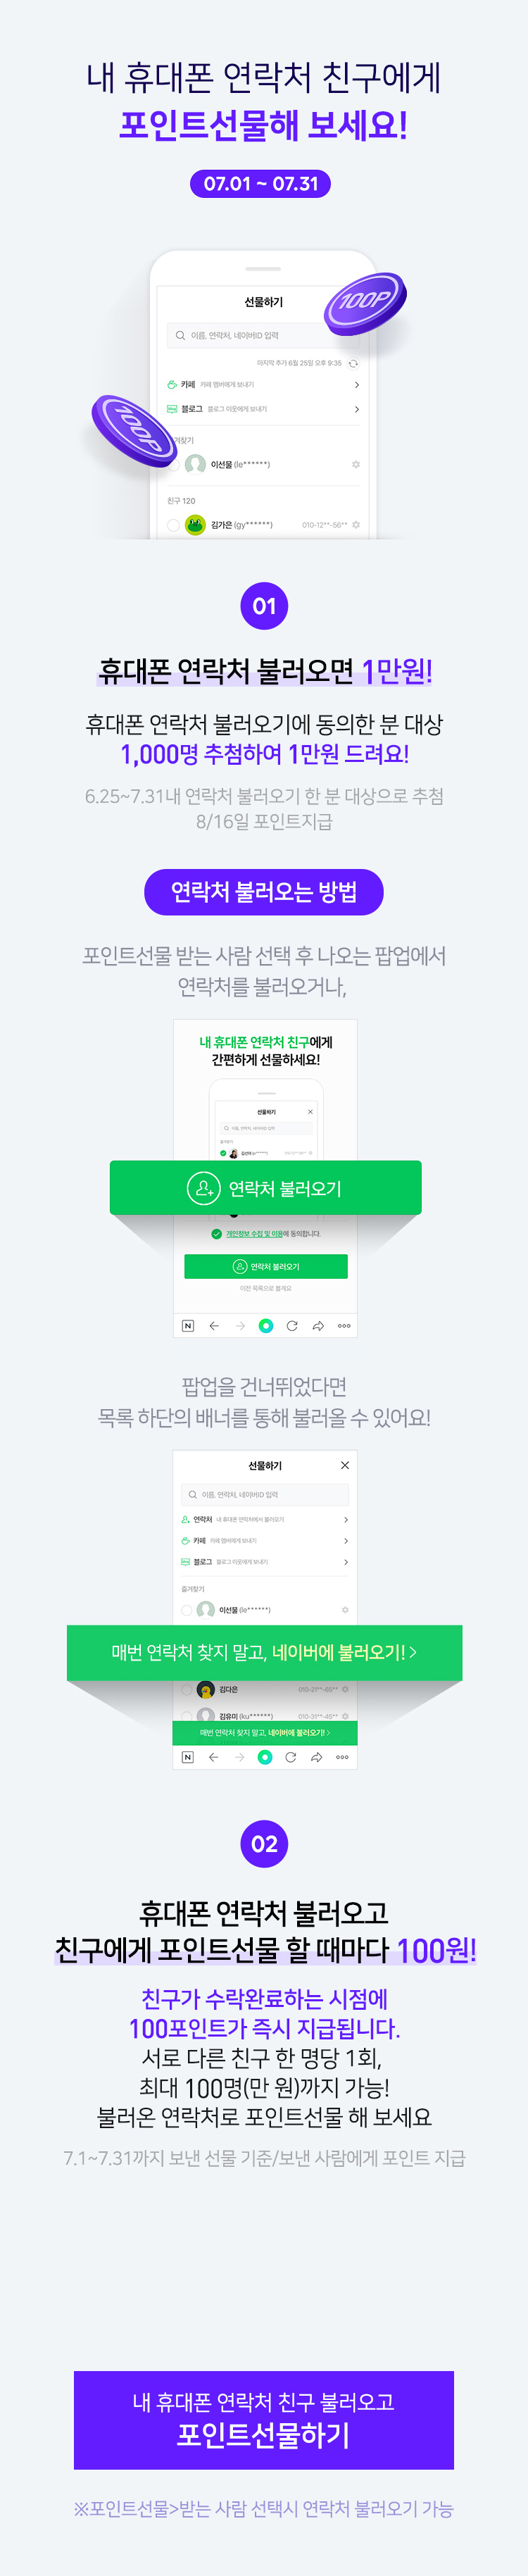 내 휴대폰 연락처 친구에게
포인트선물해 보세요!
07.01 ~ 07.31
선물하기
100P
이름, 연락처, 네이버ID 입력
마지막 추가 6월 25일 오후 9:35
카페 카페 멤버에게 보내기
100P
블로그 블로그 이웃에게 보내기
겨찾기
이선물 (le******)
친구 120
김가은 (gy******) 010-12**-56**
01
휴대폰 연락처 불러오면 1만원!
휴대폰 연락처 불러오기에 동의한 분 대상
1,000명 추첨하여 1만원 드려요!
6.25~7.31내 연락처 불러오기 한 분 대상으로 추첨
8/16일 포인트지급
연락처 불러오는 방법
포인트선물 받는 사람 선택 후 나오는 팝업에서
연락처를 불러오거나,
내 휴대폰 연락처 친구에게
간편하게 선물하세요!
선물하기
이름, 연락처, 네이버ID 입력
즐겨찾기
연락처 불러오기
개인정보 수집 및 이용에 동의합니다.
연락처 불러오기
이전 목록으로 볼게요
N
팝업을 건너뛰었다면
목록 하단의 배너를 통해 불러올 수 있어요!
선물하기
이름, 연락처, 네이버ID 입력
연락처 내 휴대폰 연락처에서 불러오기
카페 카페 멤버에게 보내기
블로그 블로그 이웃에게 보내기
즐겨찾기
이선물 (le******)
매번 연락처 찾지 말고, 네이버에 불러오기! >
김다은 010-21**-65**
김유미 (ku******) 010-31**-45**
매번 연락처 찾지 말고, 네이버에 불러오기! >
N
02
휴대폰 연락처 불러오고
친구에게 포인트선물 할 때마다 100원!
친구가 수락완료하는 시점에
100포인트가 즉시 지급됩니다.
서로 다른 친구 한 명당 1회,
최대 100명(만 원)까지 가능!
불러온 연락처로 포인트선물 해 보세요
7.1~7.31까지 보낸 선물 기준/보낸 사람에게 포인트 지급
내 휴대폰 연락처 친구 불러오고
포인트선물하기
※포인트선물>받는 사람 선택시 연락처 불러오기 가능